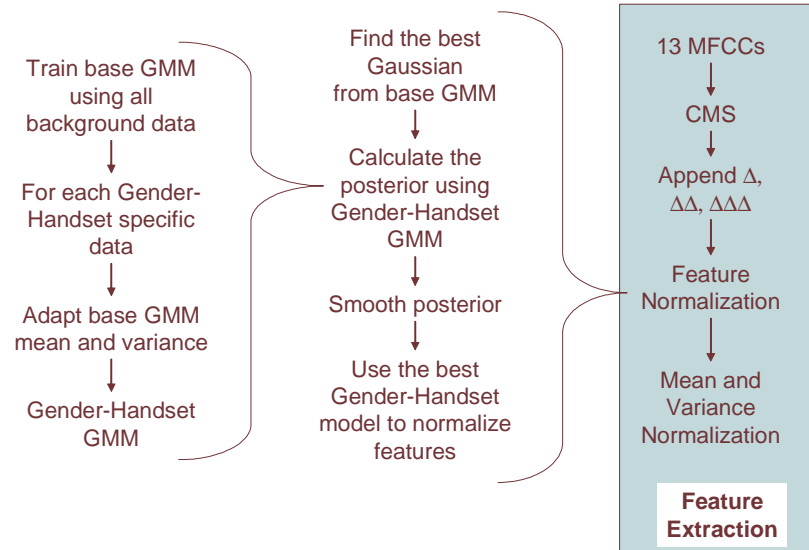 Train base GMM
using all
background data
For each Gender-
Handset specific
data
Adapt base GMM
mean and variance
Gender-Handset
GMM
Find the best
Gaussian
from base GMM
Calculate the
posterior using
Gender-Handset
GMM
Smooth posterior
Use the best
Gender-Handset
model to normalize
features
13 MFCCs
CMS
Append Δ,
ΔΔ, ΔΔΔ
Feature
Normalization
Mean and
Variance
Normalization
Feature
Extraction